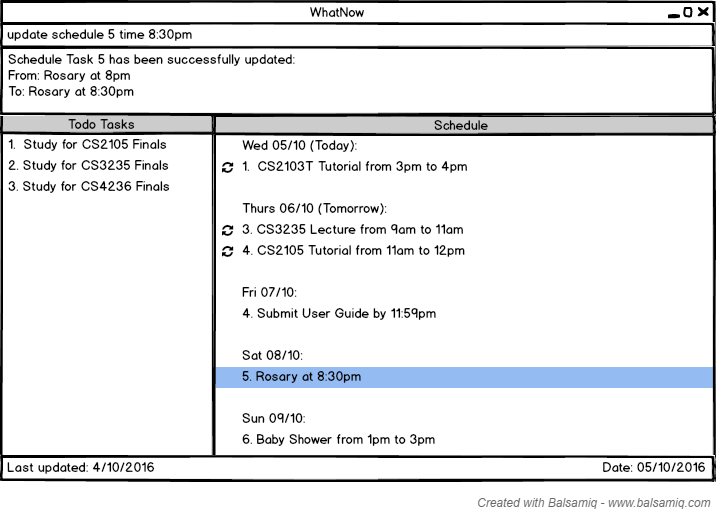 WhatNow
update schedule 5 time 8:30pm
Schedule Task 5 has been successfully updated:
From: Rosary at 8pm
To: Rosary at 8:30pm
Todo Tasks
1. Study for CS2105 Finals
2. Study for CS3235 Finals
3. Study for CS4236 Finals
Schedule
Wed 05/10 (Today):
1. CS2103T Tutorial from 3pm to 4pm
Thurs 06/10 (Tomorrow):
3. CS3235 Lecture from 9am to 11am
4. CS2105 Tutorial from 11am to 12pm
Fri 07/10:
4. Submit User Guide by 11:59pm
Sat 08/10:
5. Rosary at 8:30pm
Sun 09/10:
6. Baby Shower from 1pm to 3pm
Last updated: 4/10/2016
Date: 05/10/2016
Created with Balsamiq - www.balsamiq.com